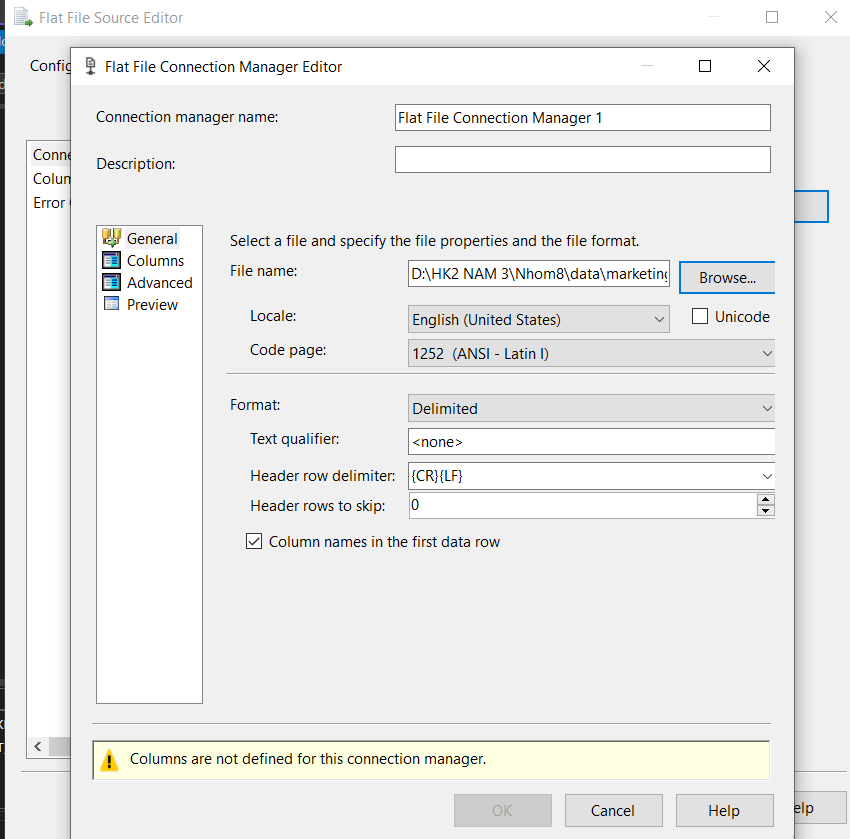 Flat File Source Editor
Config
Flat File Connection Manager Editor
Connection manager name:
Flat File Connection Manager 1
Description:
Conne
Colum
Error
General
Columns
Advanced
Preview
Select a file and specify the file properties and the file format.
File name:
D:\HK2 NAM 3\Nhom8\data\marketing
Browse...
Locale:
English (United States)
Unicode
Code page:
1252 (ANSI - Latin I)
Format:
Delimited
Text qualifier:
<none>
Header row delimiter:
{CR}{LF}
Header rows to skip:
0
Column names in the first data row
Columns are not defined for this connection manager.
OK
Cancel
Help
elp